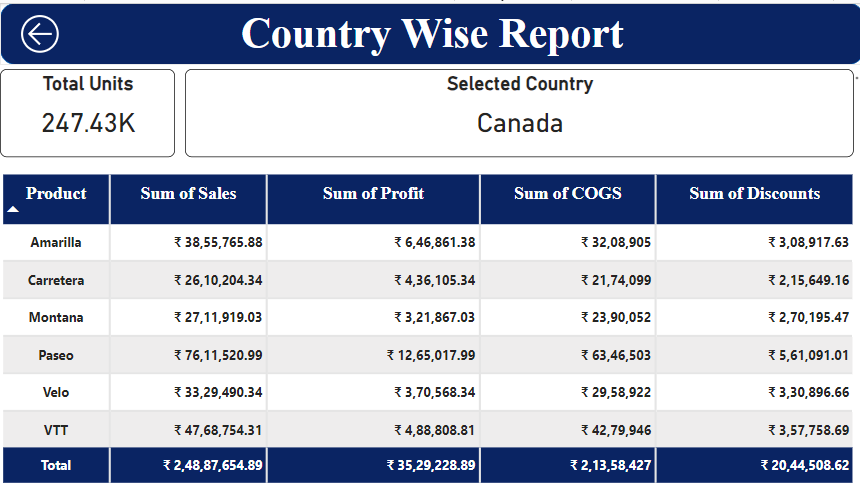 Country Wise Report
Total Units
247.43K
Selected Country
Canada
Product Sum of Sales Sum of Profit Sum of COGS Sum of Discounts
Amarilla ₹ 38,55,765.88 ₹ 6,46,861.38 ₹ 32,08,905 ₹ 3,08,917.63
Carretera ₹ 26,10,204.34 ₹ 4,36,105.34 ₹ 21,74,099 ₹ 2,15,649.16
Montana ₹ 27,11,919.03 ₹ 3,21,867.03 ₹ 23,90,052 ₹ 2,70,195.47
Paseo ₹ 76,11,520.99 ₹ 12,65,017.99 ₹ 63,46,503 ₹ 5,61,091.01
Velo ₹ 33,29,490.34 ₹ 3,70,568.34 ₹ 29,58,922 ₹ 3,30,896.66
VTT ₹ 47,68,754.31 ₹ 4,88,808.81 ₹ 42,79,946 ₹ 3,57,758.69
Total ₹ 2,48,87,654.89 ₹ 35,29,228.89 ₹ 2,13,58,427 ₹ 20,44,508.62